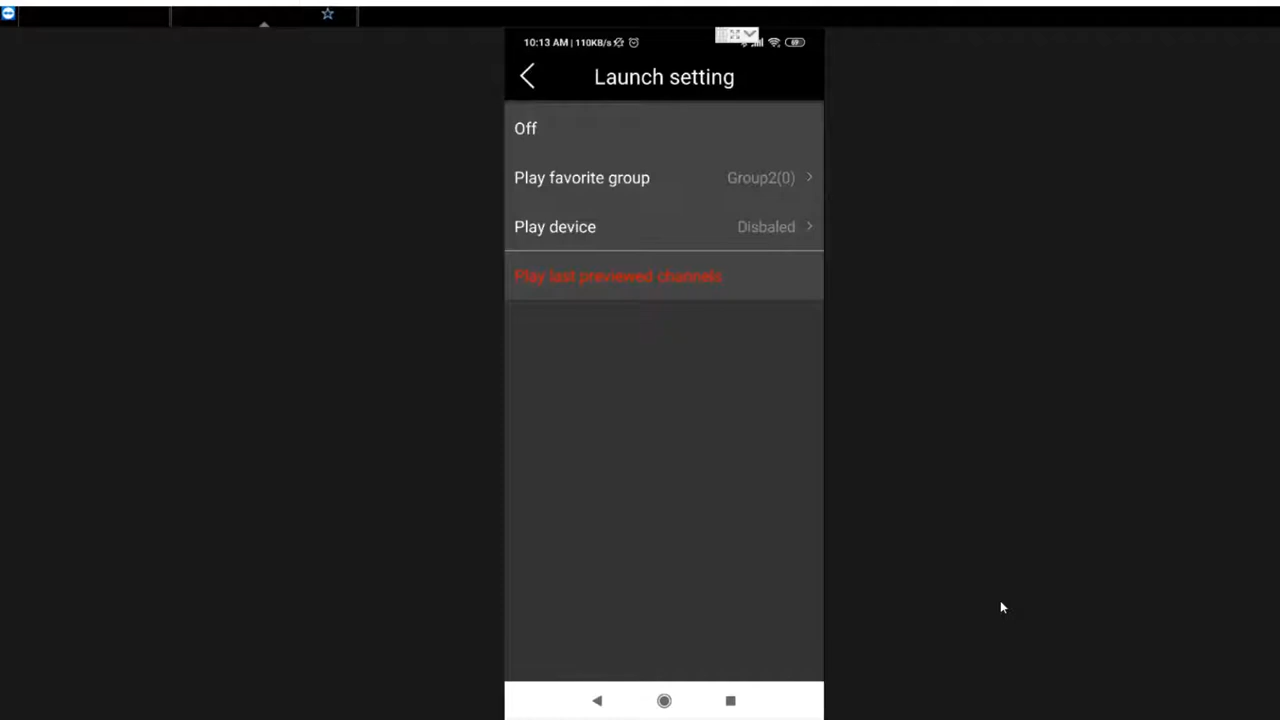 10:13 AM | 110KB/s
69
Launch setting
Off
Play favorite group Group2(0)
Play device Disbaled
Play last previewed channels